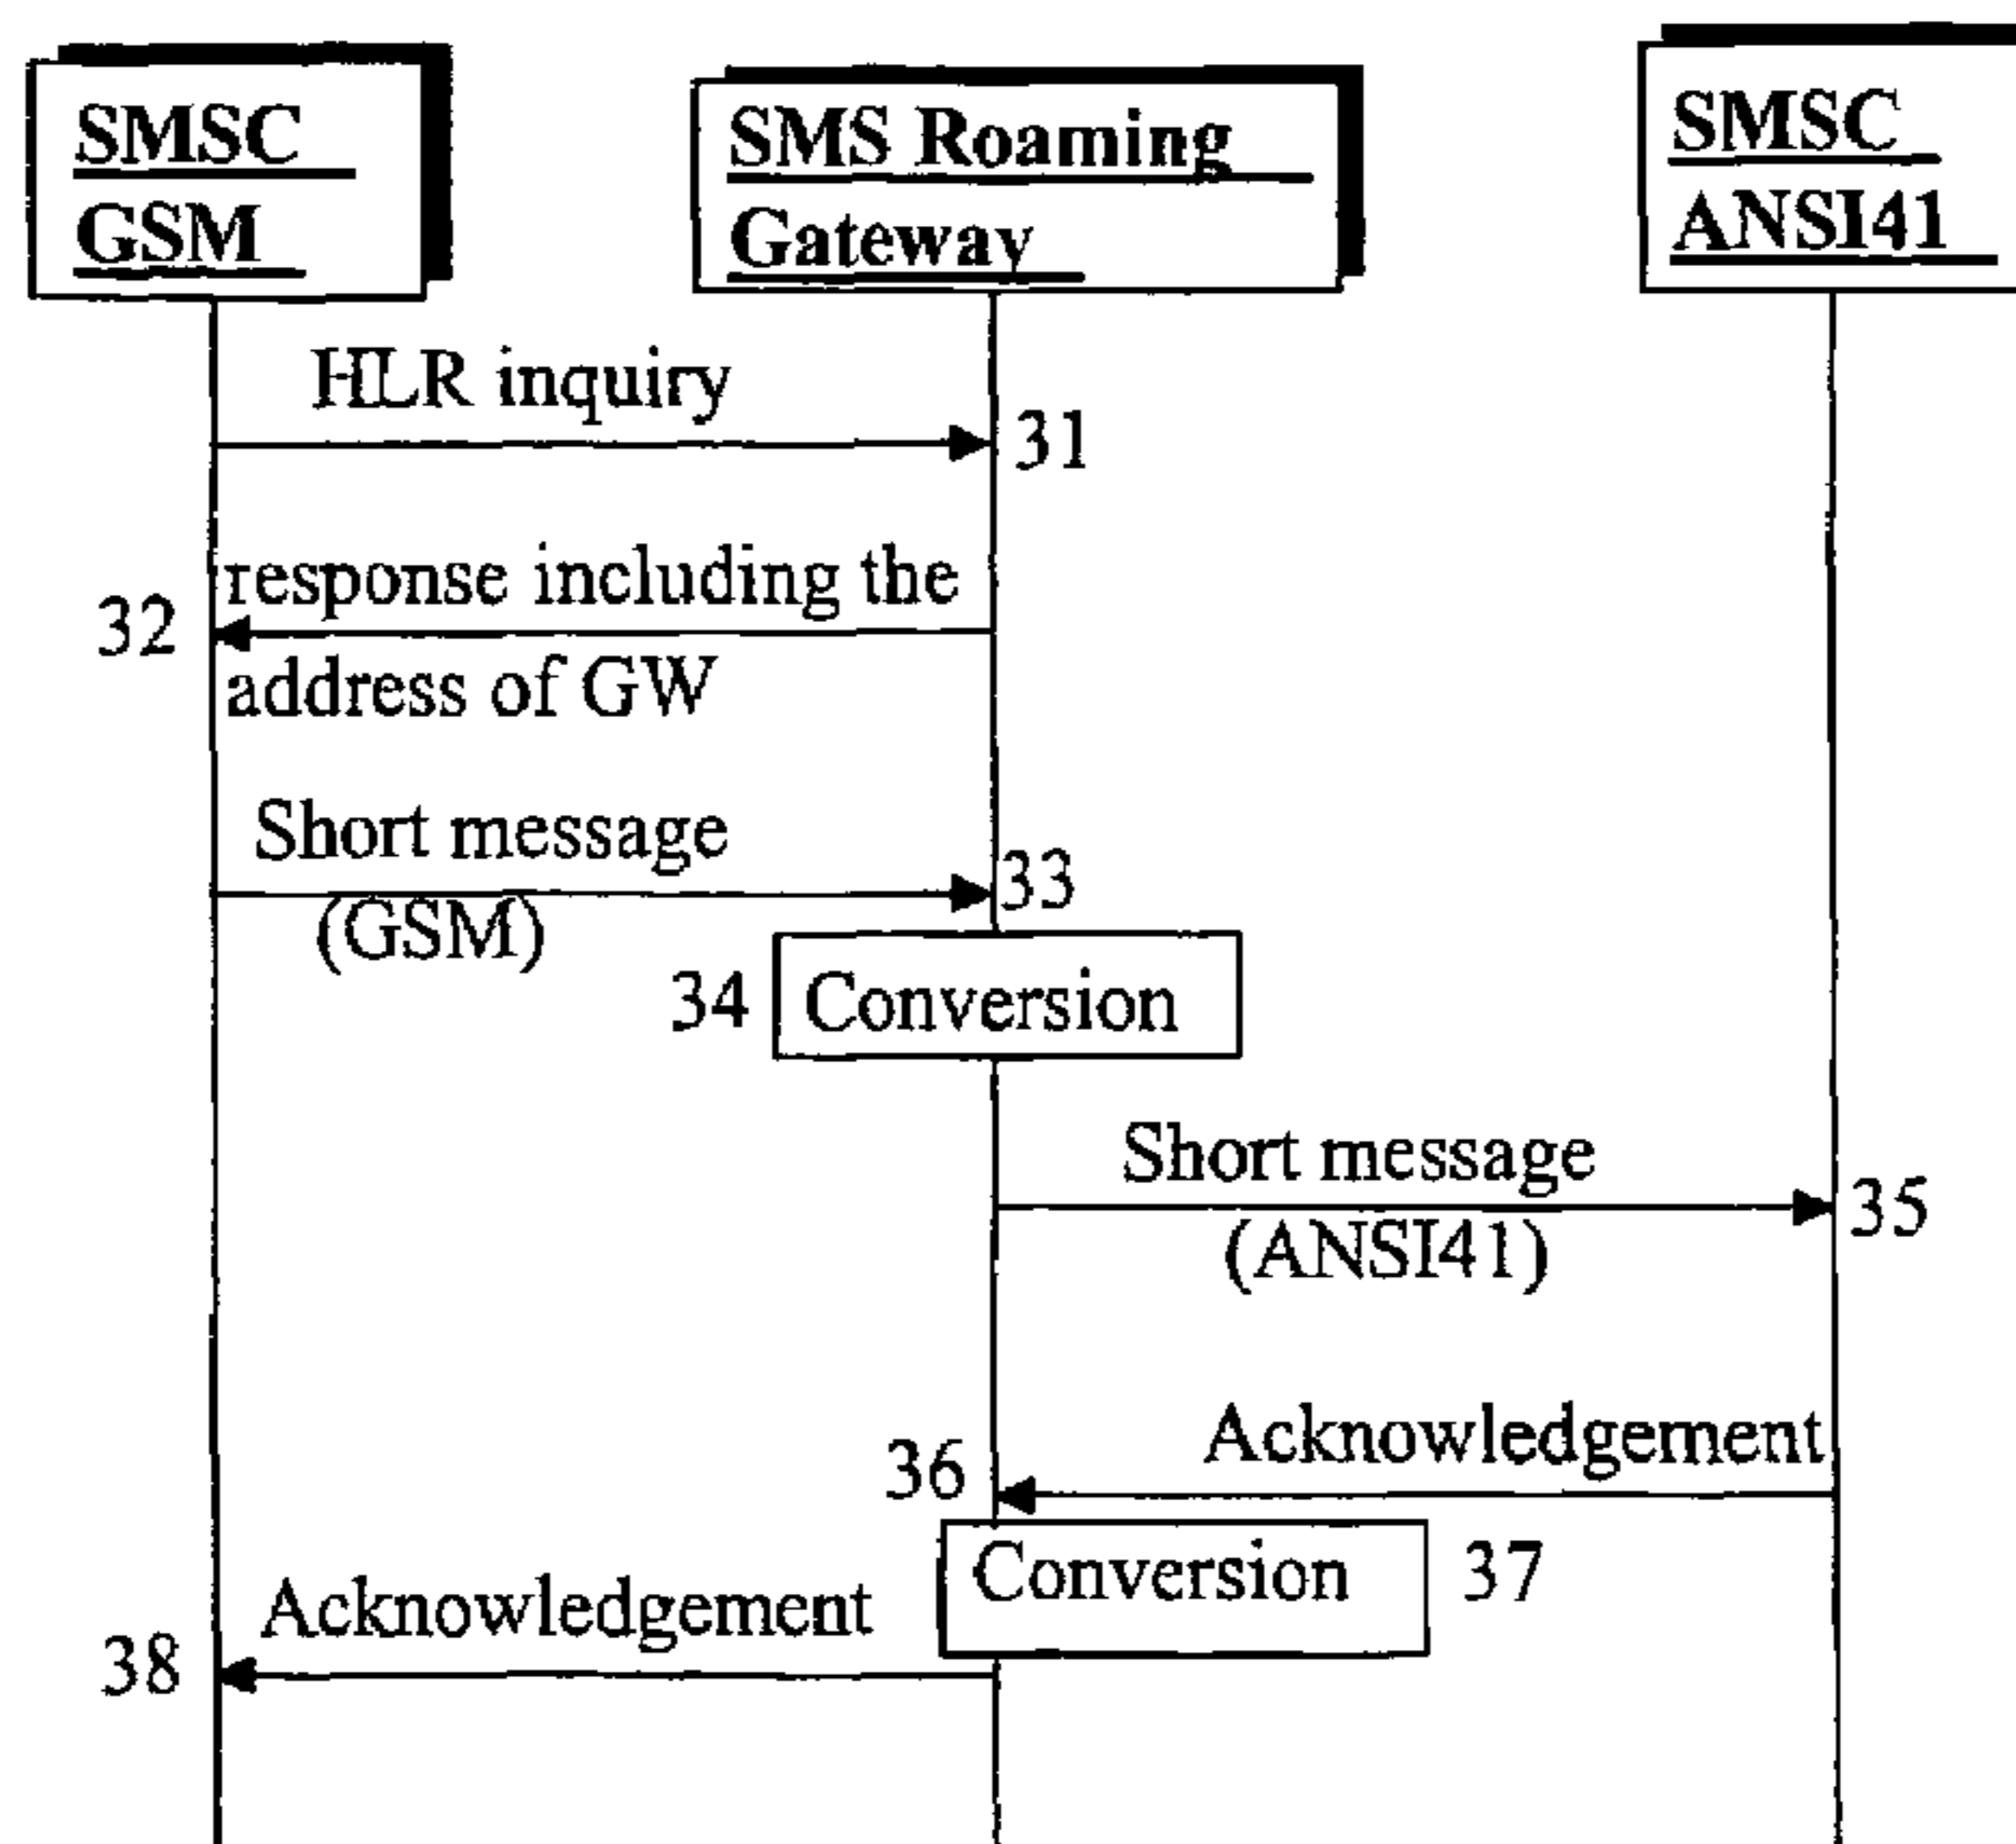 SMSC
GSM
SMS Roaming
Gateway
SMSC
ANSI41
HLR inquiry
31
response including the
32
address of GW
Short message
33
(GSM)
34
Conversion
Short message
35
(ANSI41)
Acknowledgement
36
Conversion
37
Acknowledgement
38